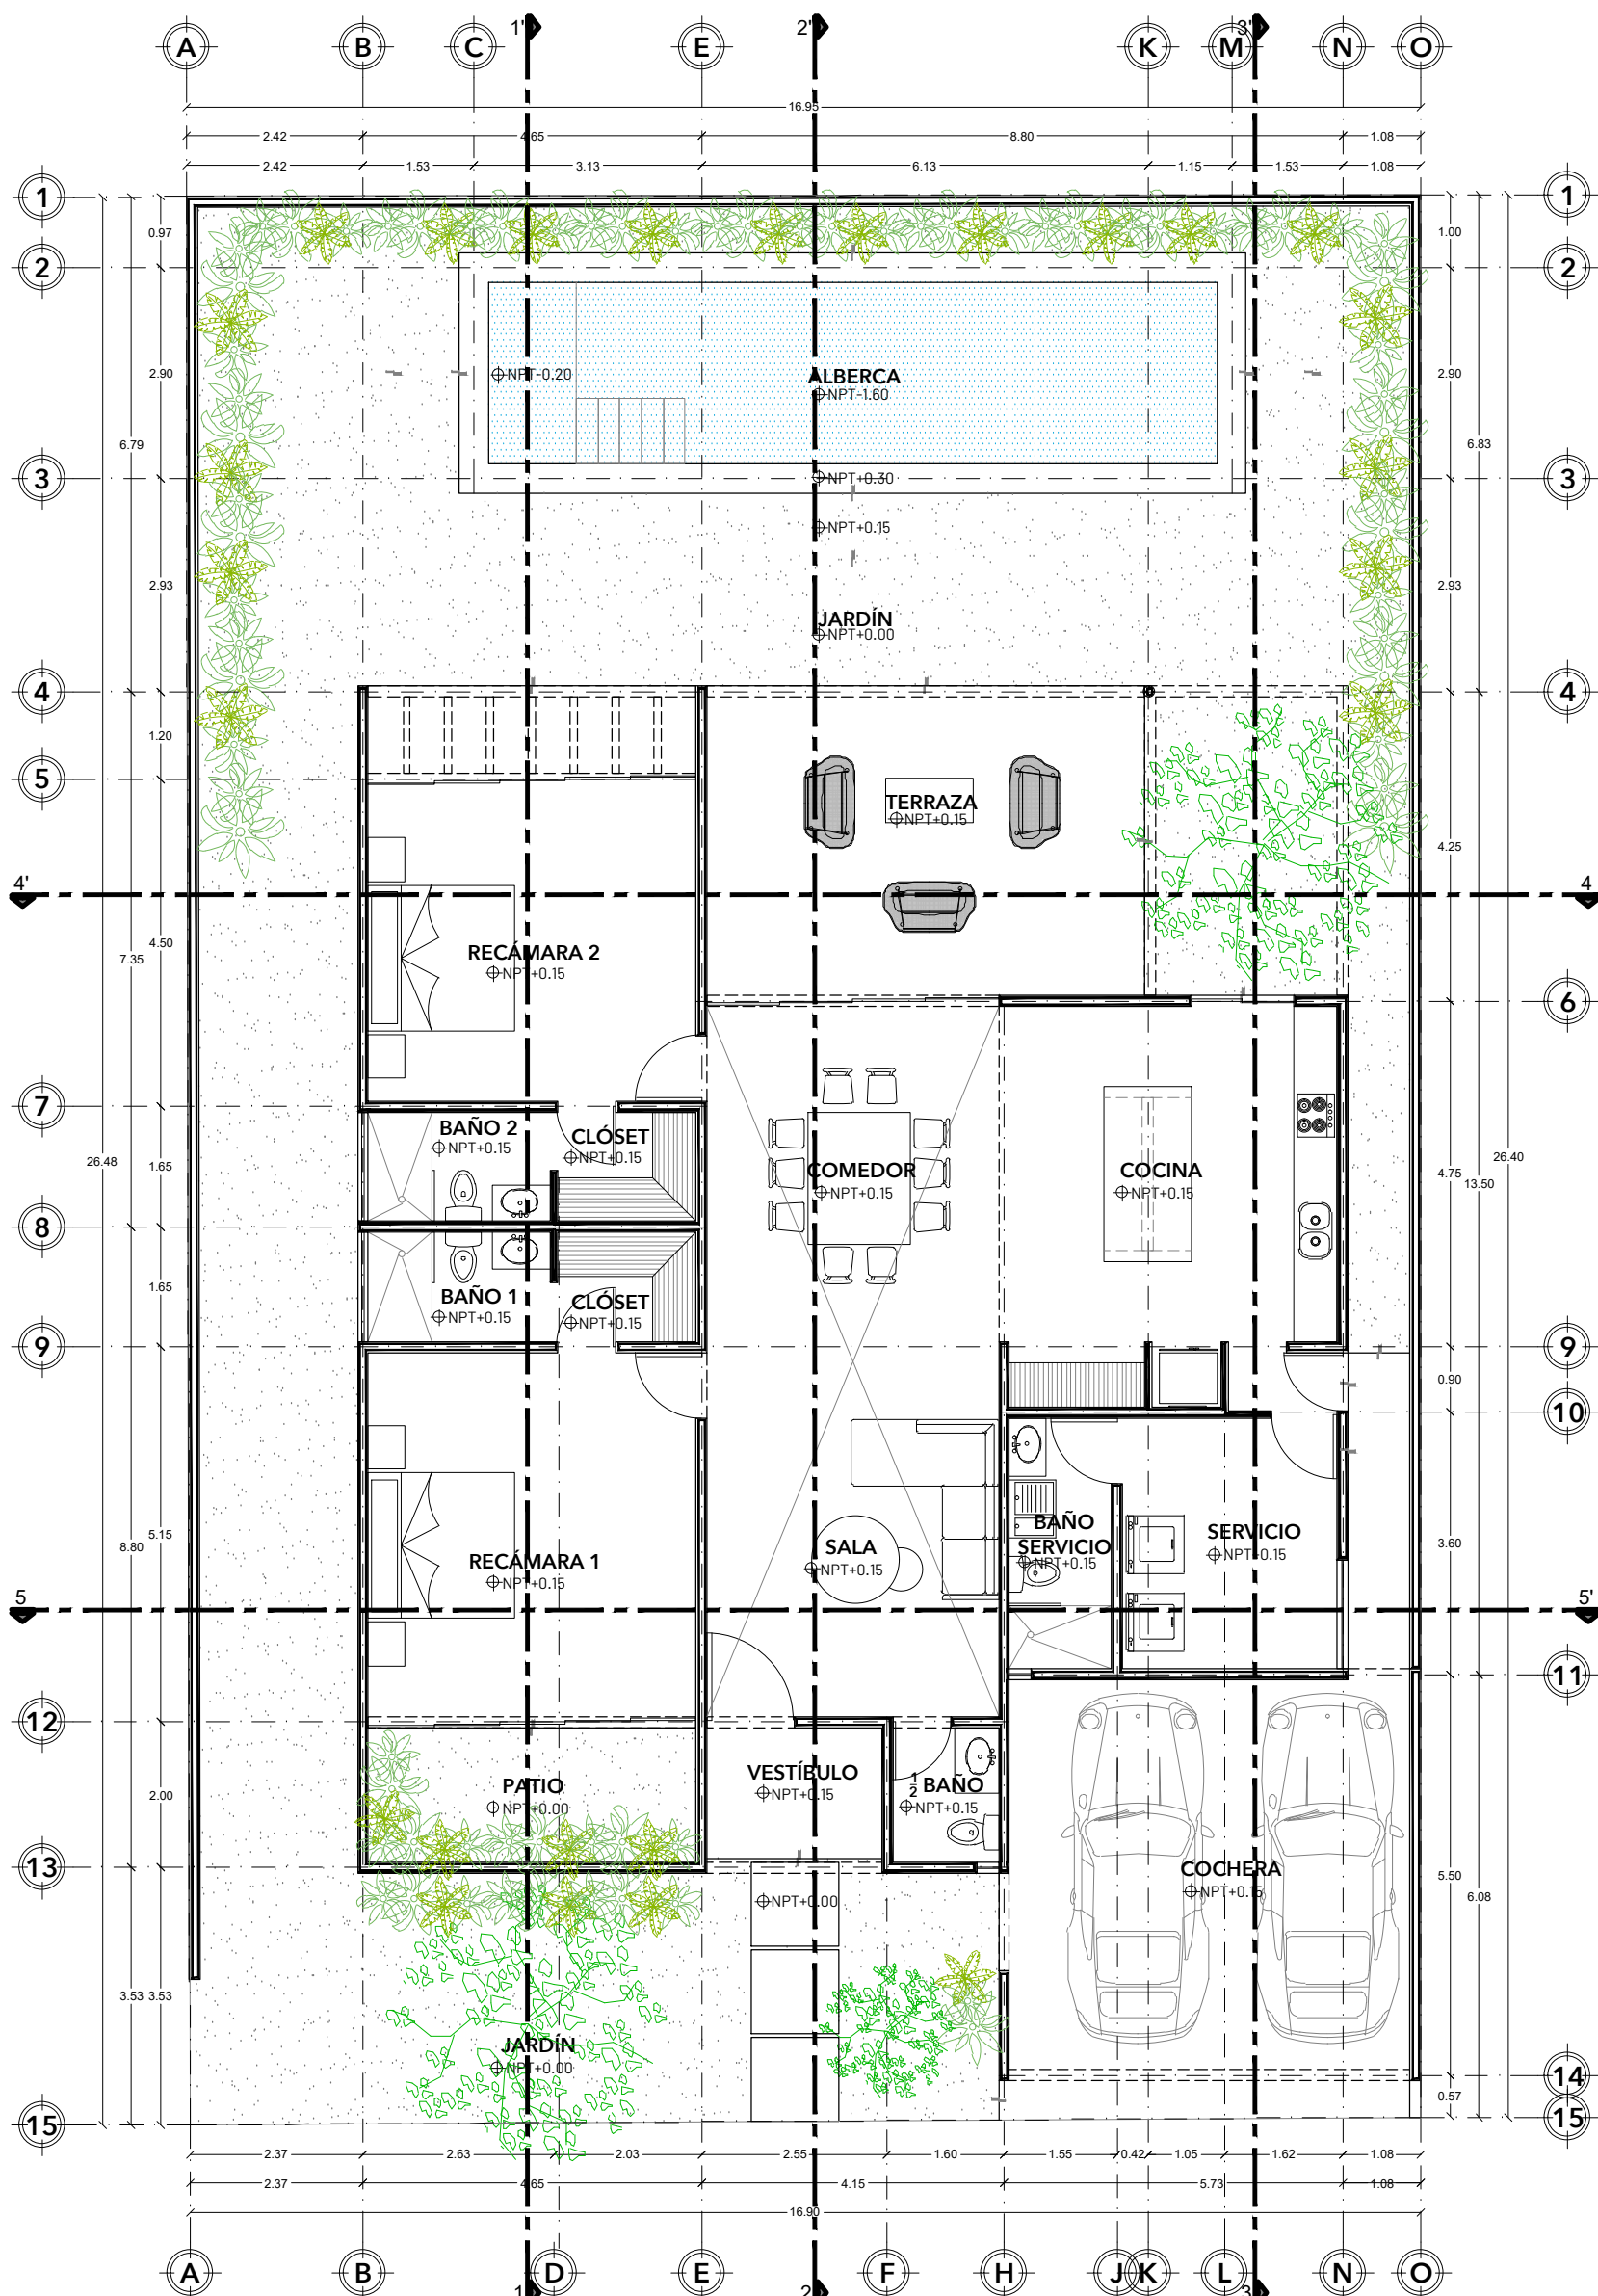 1' 2' 3'
A B C E K M N O
16.95
2.42 4.65 8.80 1.08
2.42 1.53 3.13 6.13 1.15 1.53 1.08
1 1
0.97 1.00
2 2
2.90 NPT-0.20 ALBERCA 2.90
NPT-1.60
6.79 6.83
3 NPT+0.30 3
NPT+0.15
2.93 2.93
JARDÍN
NPT+0.00
4 4
1.20
5
TERRAZA
NPT+0.15
4.25
4' 4
4.50
7.35
RECÁMARA 2
NPT+0.15
6
7
BAÑO 2
NPT+0.15
CLÓSET
NPT+0.15
26.48 1.65
COMEDOR
NPT+0.15
COCINA
NPT+0.15
4.75 13.50 26.40
8
1.65
BAÑO 1
NPT+0.15
CLÓSET
NPT+0.15
9 9
0.90
10
5.15
8.80
RECÁMARA 1
NPT+0.15
SALA
NPT+0.15
BAÑO
SERVICIO
NPT+0.15
SERVICIO
NPT+0.15
3.60
5 5'
11
12
2.00
PATIO
NPT+0.00
VESTÍBULO
NPT+0.15
1/2 BAÑO
NPT+0.15
13
COCHERA
NPT+0.15
5.50 6.08
NPT+0.00
3.53 3.53
JARDÍN
NPT+0.00
14
0.57
15 15
2.37 2.63 2.03 2.55 1.60 1.55 0.42 1.05 1.62 1.08
2.37 4.65 4.15 5.73 1.08
16.90
A B D E F H J K L N O
1 2 3